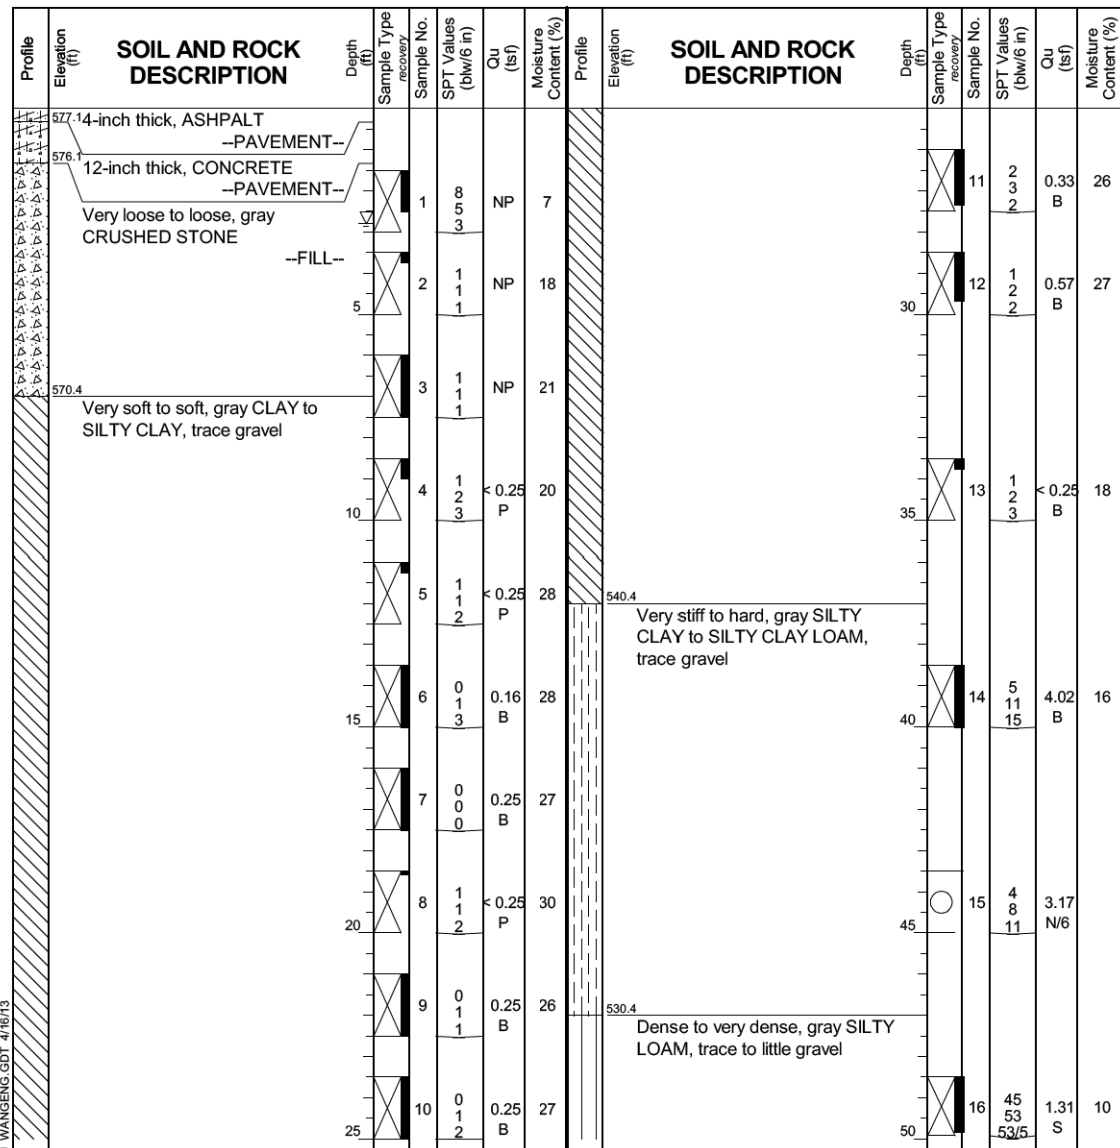 Profile
Elevation
(ft)
SOIL AND ROCK
DESCRIPTION
Depth
(ft)
Sample Type
recovery
Sample No.
SPT Values
(blw/6 in)
Qu
(tsf)
Moisture
Content (%)
577.1 4-inch thick, ASHPALT
--PAVEMENT--
576.1
12-inch thick, CONCRETE
--PAVEMENT--
Very loose to loose, gray
CRUSHED STONE
--FILL--
1
8
5
3
NP
7
2
1
1
1
NP
18
5
3
1
1
1
NP
21
570.4
Very soft to soft, gray CLAY to
SILTY CLAY, trace gravel
4
1
2
3
< 0.25
P
20
10
5
1
1
2
< 0.25
P
28
6
0
1
3
0.16
B
28
15
7
0
0
0
0.25
B
27
8
1
1
2
< 0.25
P
30
20
9
0
1
1
0.25
B
26
10
0
1
2
0.25
B
27
25
WANGENG.GDT 4/16/13
Profile
Elevation
(ft)
SOIL AND ROCK
DESCRIPTION
Depth
(ft)
Sample Type
recovery
Sample No.
SPT Values
(blw/6 in)
Qu
(tsf)
Moisture
Content (%)
11
2
3
2
0.33
B
26
12
1
2
2
0.57
B
27
30
13
1
2
3
< 0.25
B
18
35
540.4
Very stiff to hard, gray SILTY
CLAY to SILTY CLAY LOAM,
trace gravel
14
5
11
15
4.02
B
16
40
15
4
8
11
3.17
N/6
45
530.4
Dense to very dense, gray SILTY
LOAM, trace to little gravel
16
45
53
53/5
1.31
S
10
50